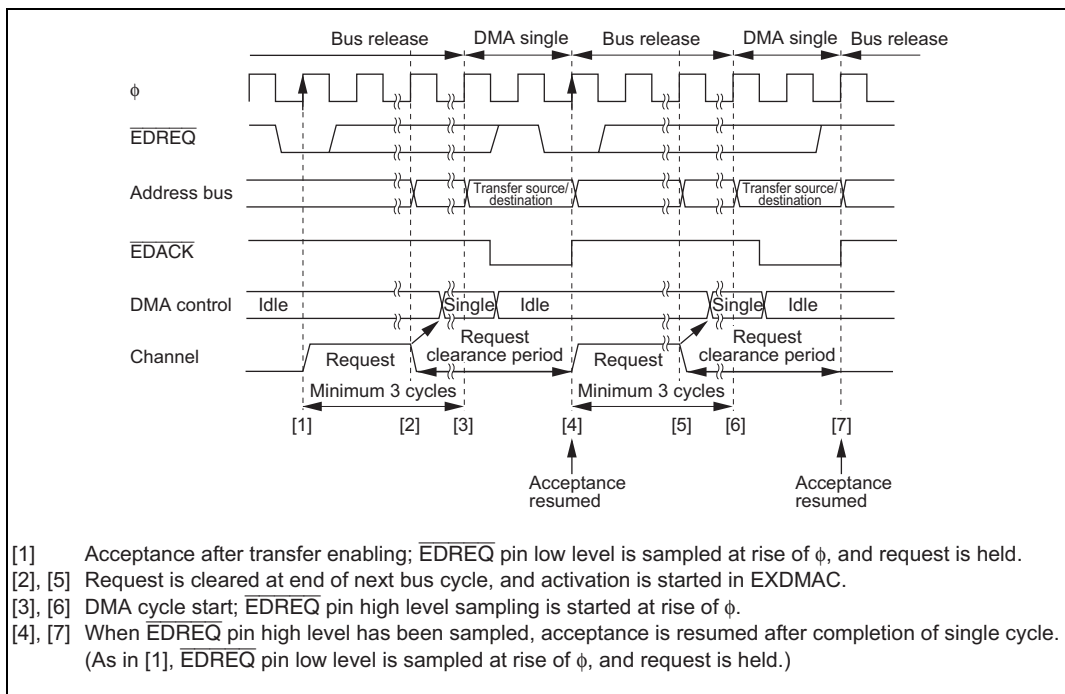 Bus release DMA single Bus release DMA single Bus release
ϕ
EDREQ
Address bus Transfer source/ destination Transfer source/ destination
EDACK
DMA control Idle Single Idle Single Idle
Channel Request Request clearance period Request Request clearance period
Minimum 3 cycles Minimum 3 cycles
[1] [2] [3] [4] [5] [6] [7]
Acceptance resumed Acceptance resumed
[1] Acceptance after transfer enabling; EDREQ pin low level is sampled at rise of ϕ, and request is held.
[2], [5] Request is cleared at end of next bus cycle, and activation is started in EXDMAC.
[3], [6] DMA cycle start; EDREQ pin high level sampling is started at rise of ϕ.
[4], [7] When EDREQ pin high level has been sampled, acceptance is resumed after completion of single cycle.
(As in [1], EDREQ pin low level is sampled at rise of ϕ, and request is held.)